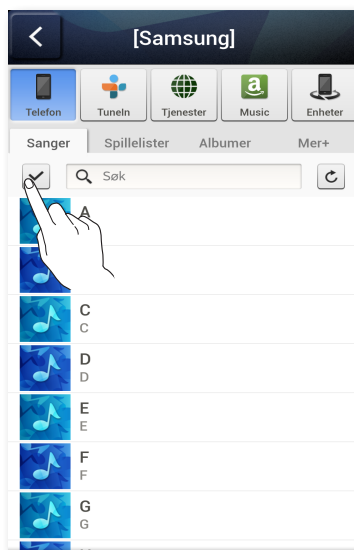 [Samsung]
Telefon TuneIn Tjenester Music Enheter
Sanger Spillelister Albumer Mer+
Søk
A
C
C
D
D
E
E
F
F
G
G